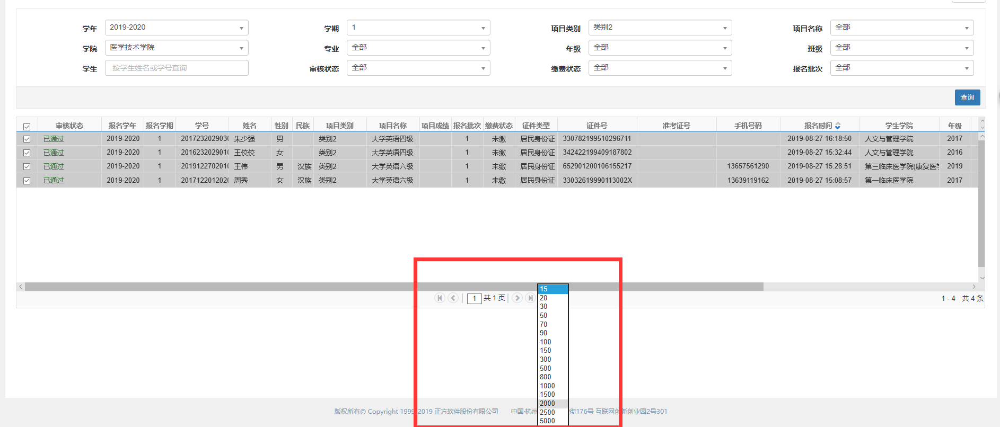 学年 2019-2020 学期 1 项目类别 类别2 项目名称 全部
学院 医学技术学院 专业 全部 年级 全部 班级 全部
学生 按学生姓名或学号查询 审核状态 全部 缴费状态 全部 报名批次 全部
查询
审核状态 报名学年 报名学期 学号 姓名 性别 民族 项目类别 项目名称 项目成绩 报名批次 缴费状态 证件类型 证件号 准考证号 手机号码 报名时间 学生学院 年级
已通过 2019-2020 1 2017232029030 朱少强 男 类别2 大学英语四级 1 未缴 居民身份证 330782199510296711 2019-08-27 16:18:50 人文与管理学院 2017
已通过 2019-2020 1 2016232029010 王佼佼 女 类别2 大学英语四级 1 未缴 居民身份证 342422199409187802 2019-08-27 15:32:44 人文与管理学院 2016
已通过 2019-2020 1 2019122702010 王伟 男 汉族 类别2 大学英语六级 1 未缴 居民身份证 652901200106155217 13657561290 2019-08-27 15:28:51 第三临床医学院(康复医学 2019
已通过 2019-2020 1 2017122012020 周秀 女 汉族 类别2 大学英语六级 1 未缴 居民身份证 33032619990113002X 13639119162 2019-08-27 15:08:57 第一临床医学院 2017
1 共 1 页 1 - 4 共 4 条
15
20
30
50
70
90
100
150
300
500
800
1000
1500
2000
2500
5000
版权所有© Copyright 1999-2019 正方软件股份有限公司 中国·杭州 街176号 互联网创新创业园2号301